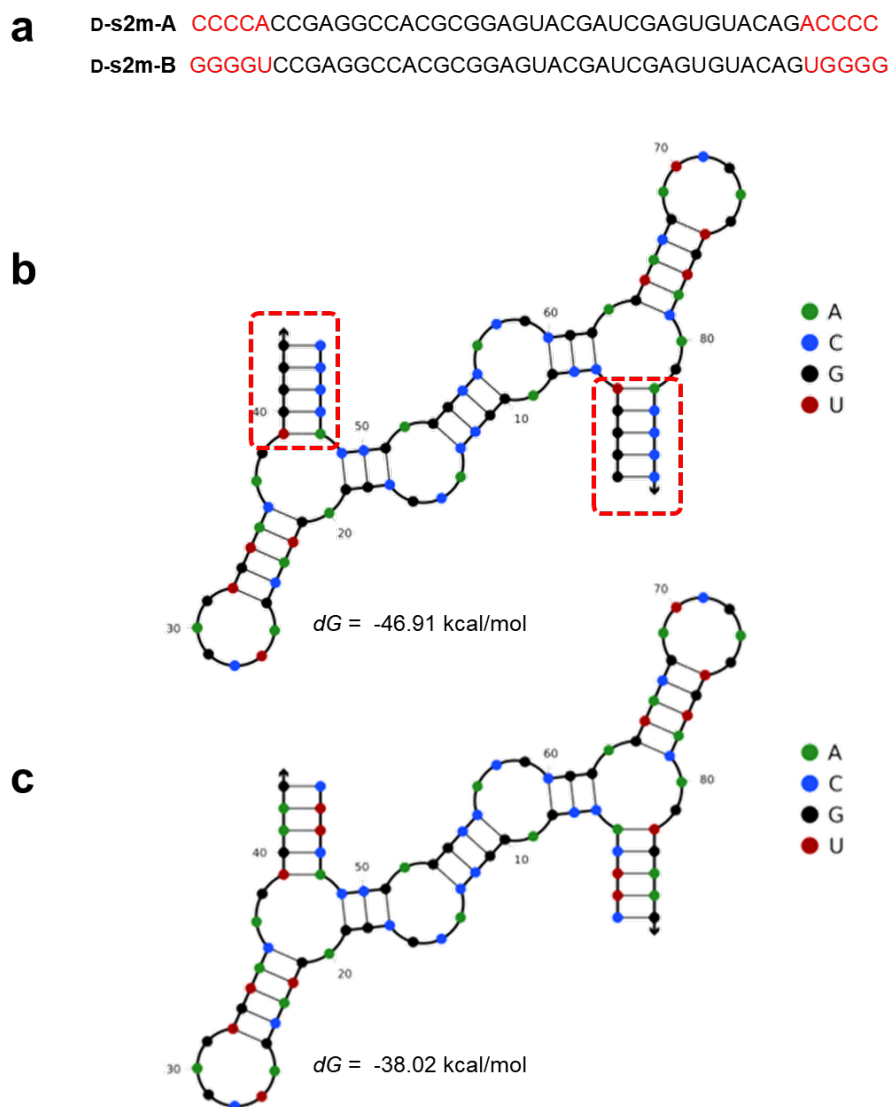 a D-s2m-A CCCCACCGAGGCCACGCGGAGUACGAUCGAGUGUACAGACCCC
D-s2m-B GGGGUCCGAGGCCACGCGGAGUACGAUCGAGUGUACAGUGGGG
70
b
60
A
80
C
G
40
U
50
10
20
30
dG = -46.91 kcal/mol
70
A
c
60
80
C
G
40
U
50
10
20
30
dG = -38.02 kcal/mol